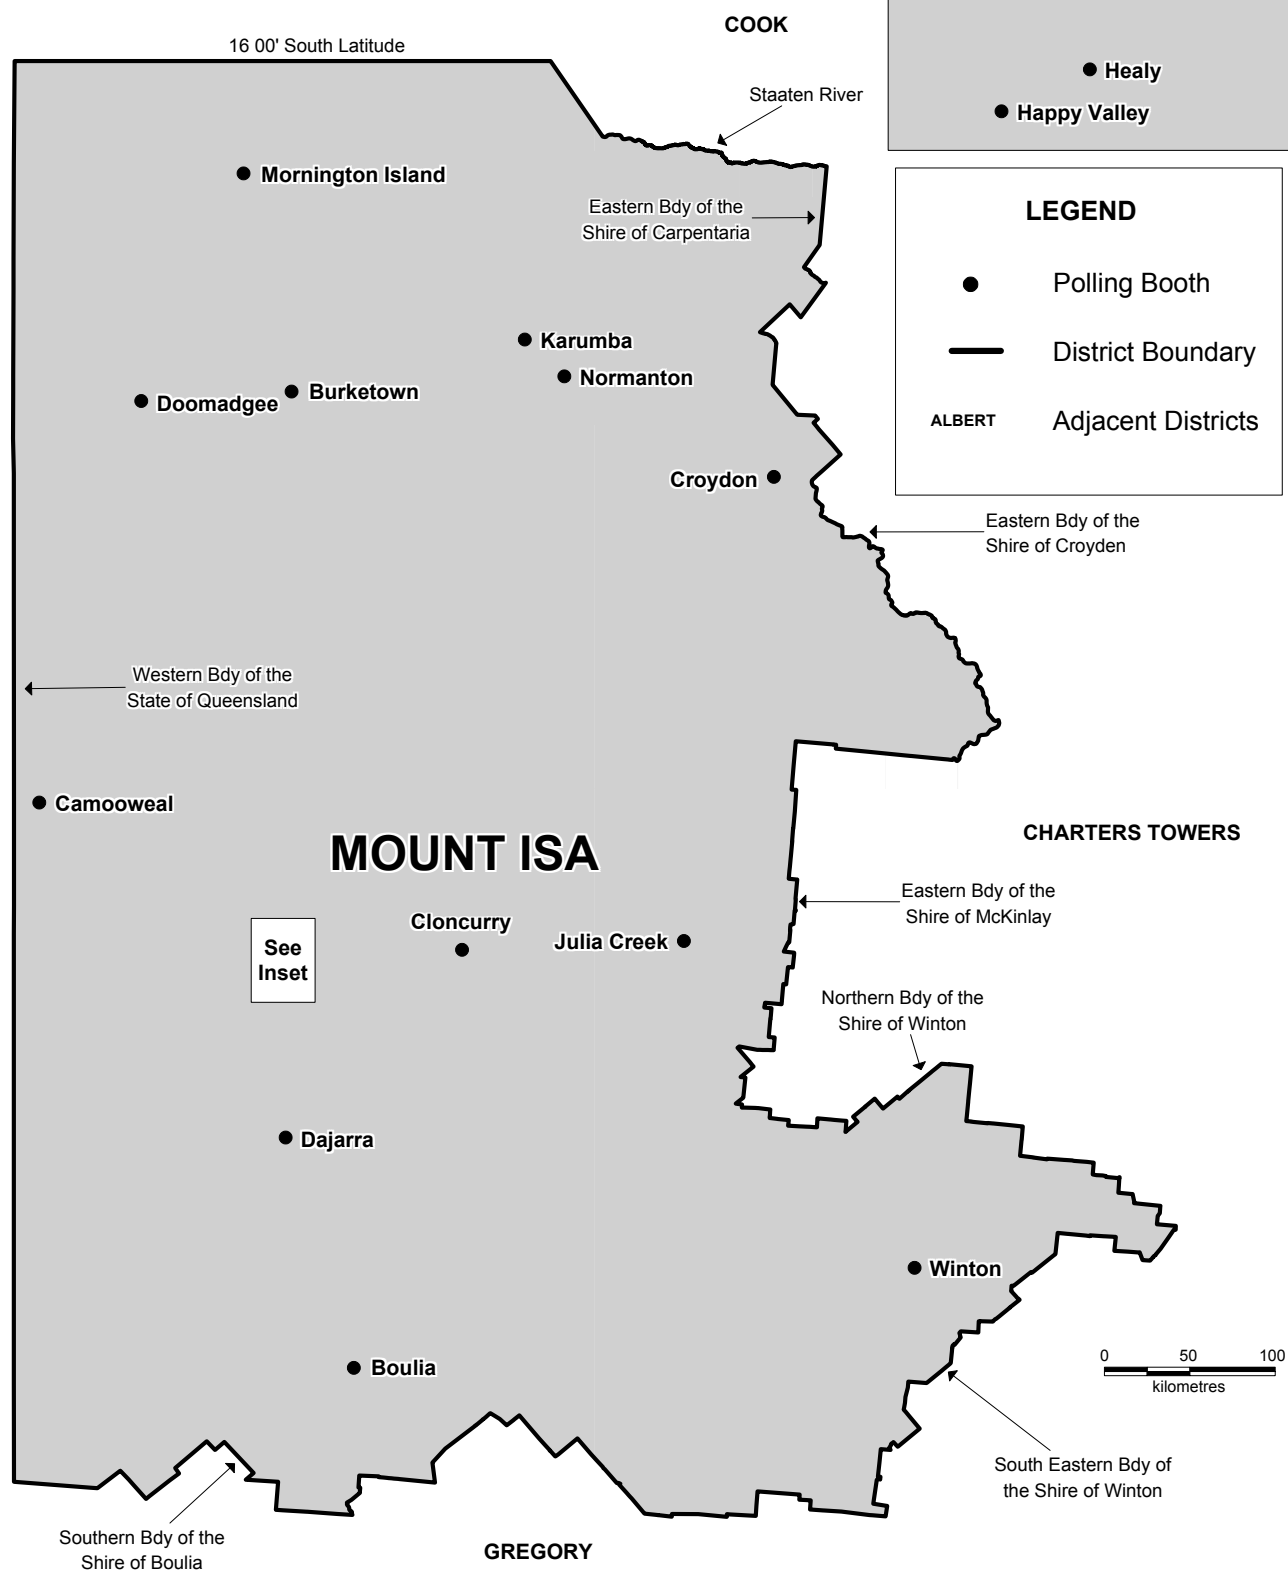 COOK
16 00' South Latitude
Healy
Staaten River
Happy Valley
Mornington Island
Eastern Bdy of the
Shire of Carpentaria
LEGEND
Polling Booth
District Boundary
ALBERT
Adjacent Districts
Karumba
Normanton
Burketown
Doomadgee
Croydon
Eastern Bdy of the
Shire of Croyden
Western Bdy of the
State of Queensland
Camooweal
MOUNT ISA
CHARTERS TOWERS
Eastern Bdy of the
Shire of McKinlay
Cloncurry
Julia Creek
See
Inset
Northern Bdy of the
Shire of Winton
Dajarra
Winton
Boulia
0 50 100
kilometres
South Eastern Bdy of
the Shire of Winton
Southern Bdy of the
Shire of Boulia
GREGORY